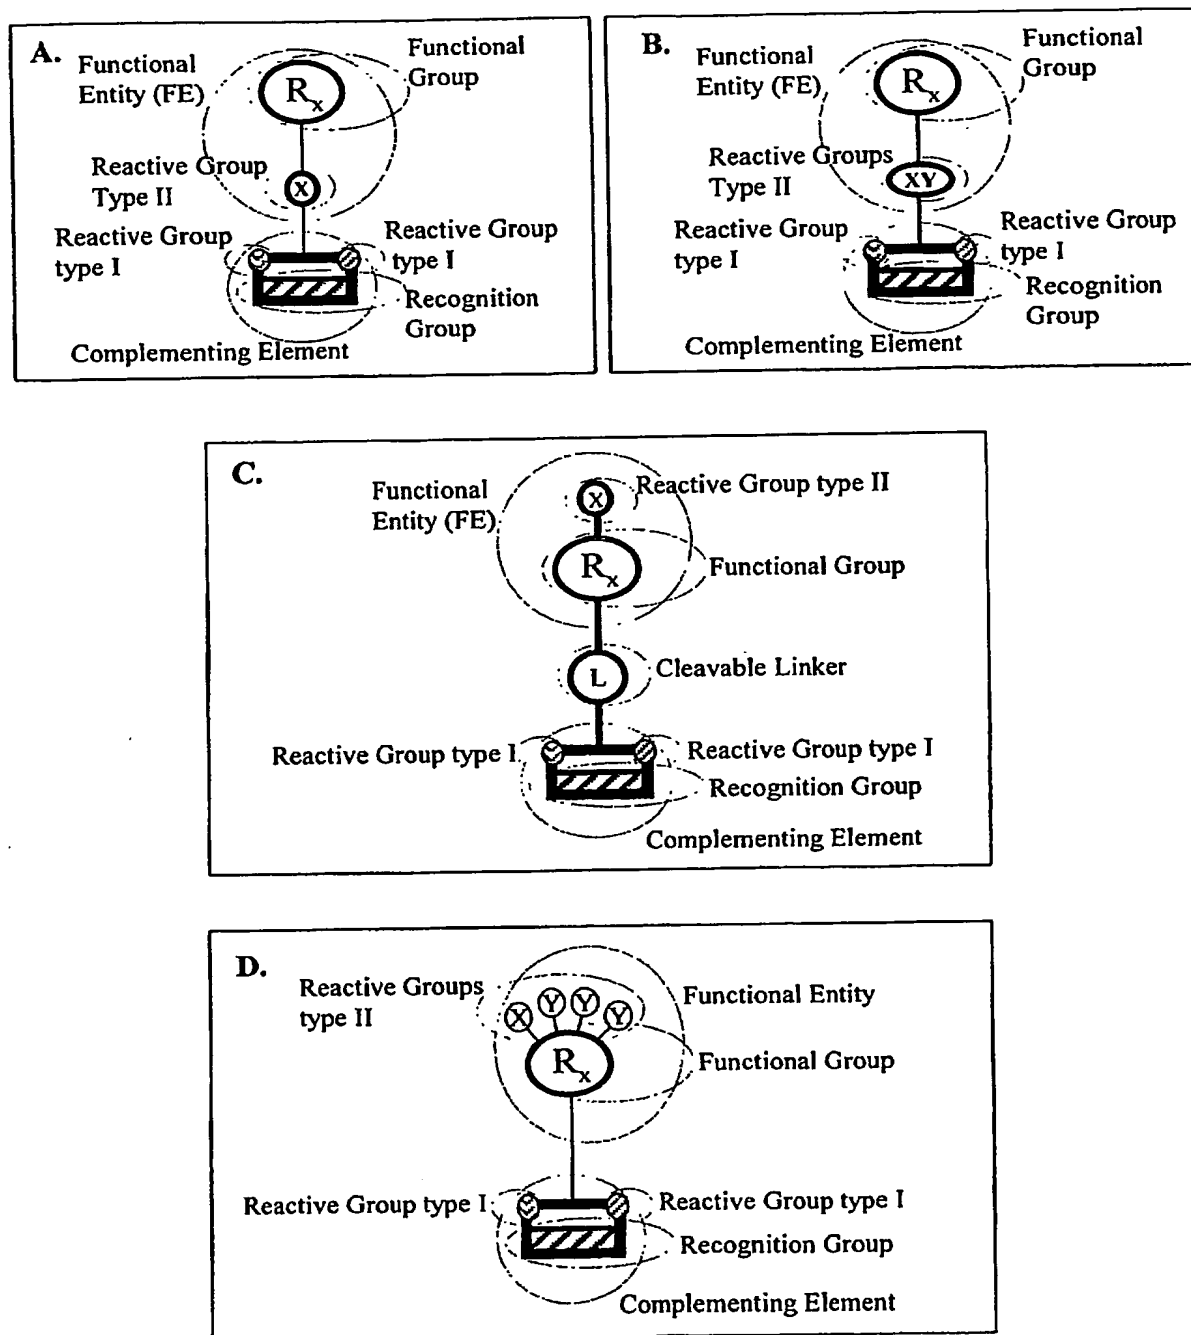 A.
Functional
Entity (FE)
Functional
Group
Rx
Reactive Group
Type II
X
Reactive Group
type I
Reactive Group
type I
Recognition
Group
Complementing Element
B.
Functional
Entity (FE)
Functional
Group
Rx
Reactive Groups
Type II
XY
Reactive Group
type I
Reactive Group
type I
Recognition
Group
Complementing Element
C.
Functional
Entity (FE)
X
Reactive Group type II
Rx
Functional Group
L
Cleavable Linker
Reactive Group type I
Reactive Group type I
Recognition Group
Complementing Element
D.
Reactive Groups
type II
X Y Y Y
Functional Entity
Rx
Functional Group
Reactive Group type I
Reactive Group type I
Recognition Group
Complementing Element